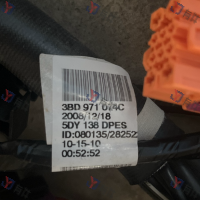 3BD 971 074C
2008/12/18
5DY 138 DPES
ID:080135/28252
10-15-10
00:52:52